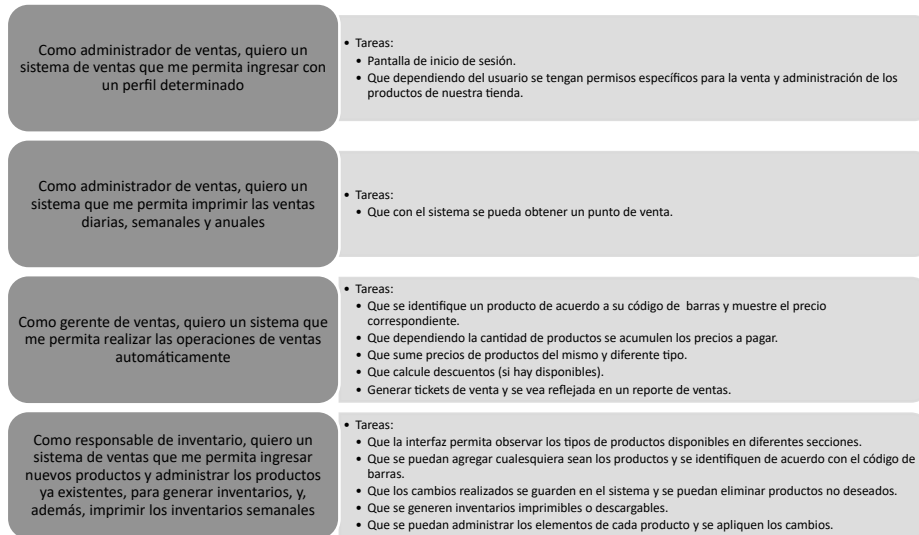 Como administrador de ventas, quiero un
sistema de ventas que me permita ingresar con
un perfil determinado
• Tareas:
• Pantalla de inicio de sesión.
• Que dependiendo del usuario se tengan permisos específicos para la venta y administración de los
productos de nuestra tienda.
Como administrador de ventas, quiero un
sistema que me permita imprimir las ventas
diarias, semanales y anuales
• Tareas:
• Que con el sistema se pueda obtener un punto de venta.
Como gerente de ventas, quiero un sistema que
me permita realizar las operaciones de ventas
automáticamente
• Tareas:
• Que se identifique un producto de acuerdo a su código de barras y muestre el precio
correspondiente.
• Que dependiendo la cantidad de productos se acumulen los precios a pagar.
• Que sume precios de productos del mismo y diferente tipo.
• Que calcule descuentos (si hay disponibles).
• Generar tickets de venta y se vea reflejada en un reporte de ventas.
Como responsable de inventario, quiero un
sistema de ventas que me permita ingresar
nuevos productos y administrar los productos
ya existentes, para generar inventarios, y,
además, imprimir los inventarios semanales
• Tareas:
• Que la interfaz permita observar los tipos de productos disponibles en diferentes secciones.
• Que se puedan agregar cualesquiera sean los productos y se identifiquen de acuerdo con el código de
barras.
• Que los cambios realizados se guarden en el sistema y se puedan eliminar productos no deseados.
• Que se generen inventarios imprimibles o descargables.
• Que se puedan administrar los elementos de cada producto y se apliquen los cambios.